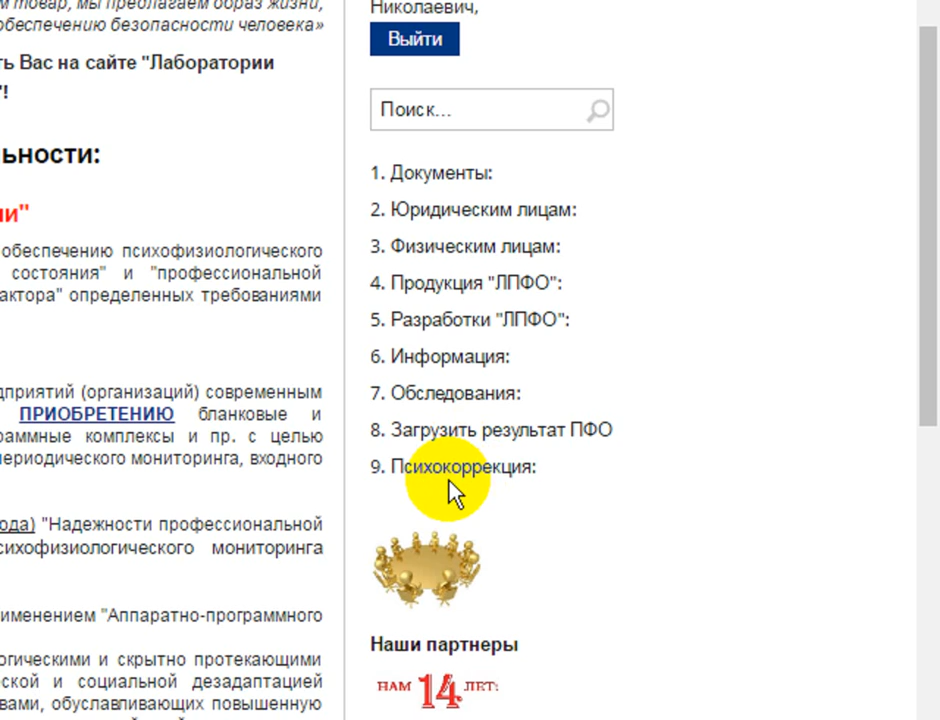 м товар, мы предлагаем образ жизни,
обеспечению безопасности человека»
ть Вас на сайте "Лаборатории
"!
ьности:
ии"
обеспечению психофизиологического
состояния" и "профессиональной
актора" определенных требованиями
дприятий (организаций) современным
ПРИОБРЕТЕНИЮ бланковые и
раммные комплексы и пр. с целью
периодического мониторинга, входного
ода) "Надежности профессиональной
сихофизиологического мониторинга
именением "Аппаратно-программного
огическими и скрытно протекающими
ской и социальной дезадаптацией
вами, обуславливающих повышенную
Николаевич,
Выйти
Поиск...
1. Документы:
2. Юридическим лицам:
3. Физическим лицам:
4. Продукция "ЛПФО":
5. Разработки "ЛПФО":
6. Информация:
7. Обследования:
8. Загрузить результат ПФО
9. Психокоррекция:
Наши партнеры
НАМ 14 ЛЕТ: